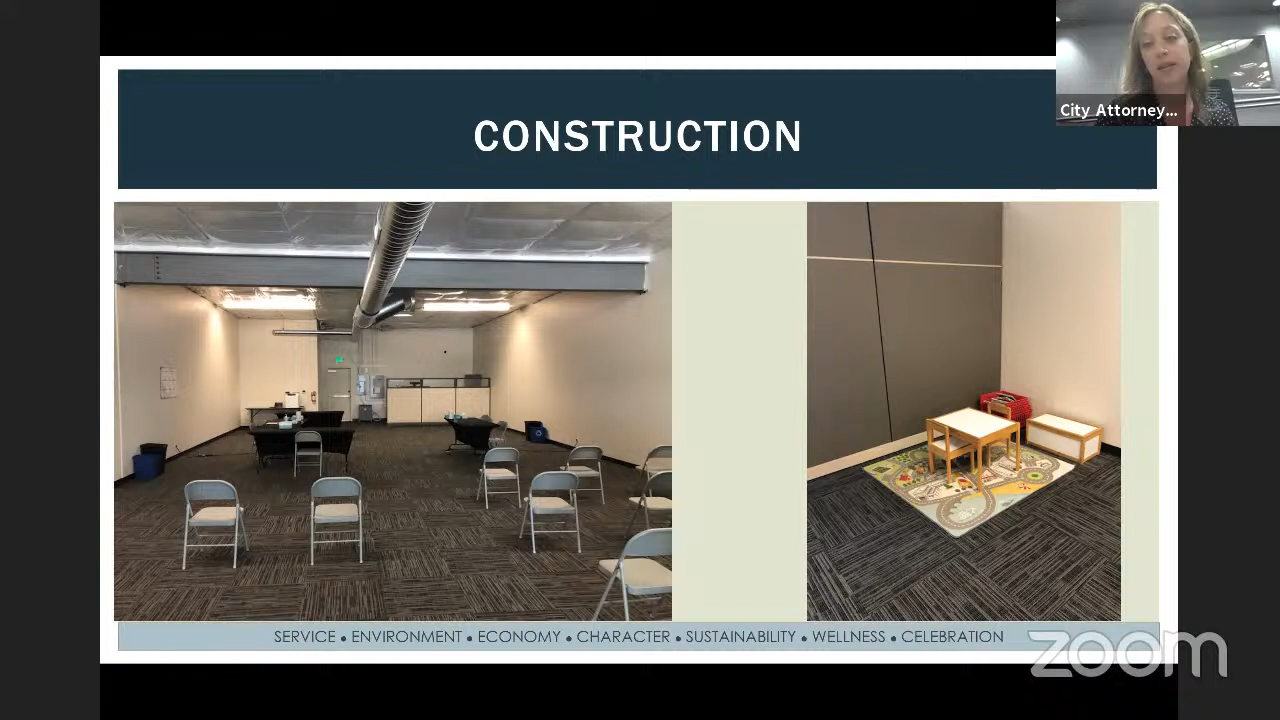 City Attorney...
CONSTRUCTION
SERVICE • ENVIRONMENT • ECONOMY • CHARACTER • SUSTAINABILITY • WELLNESS • CELEBRATION
zoom